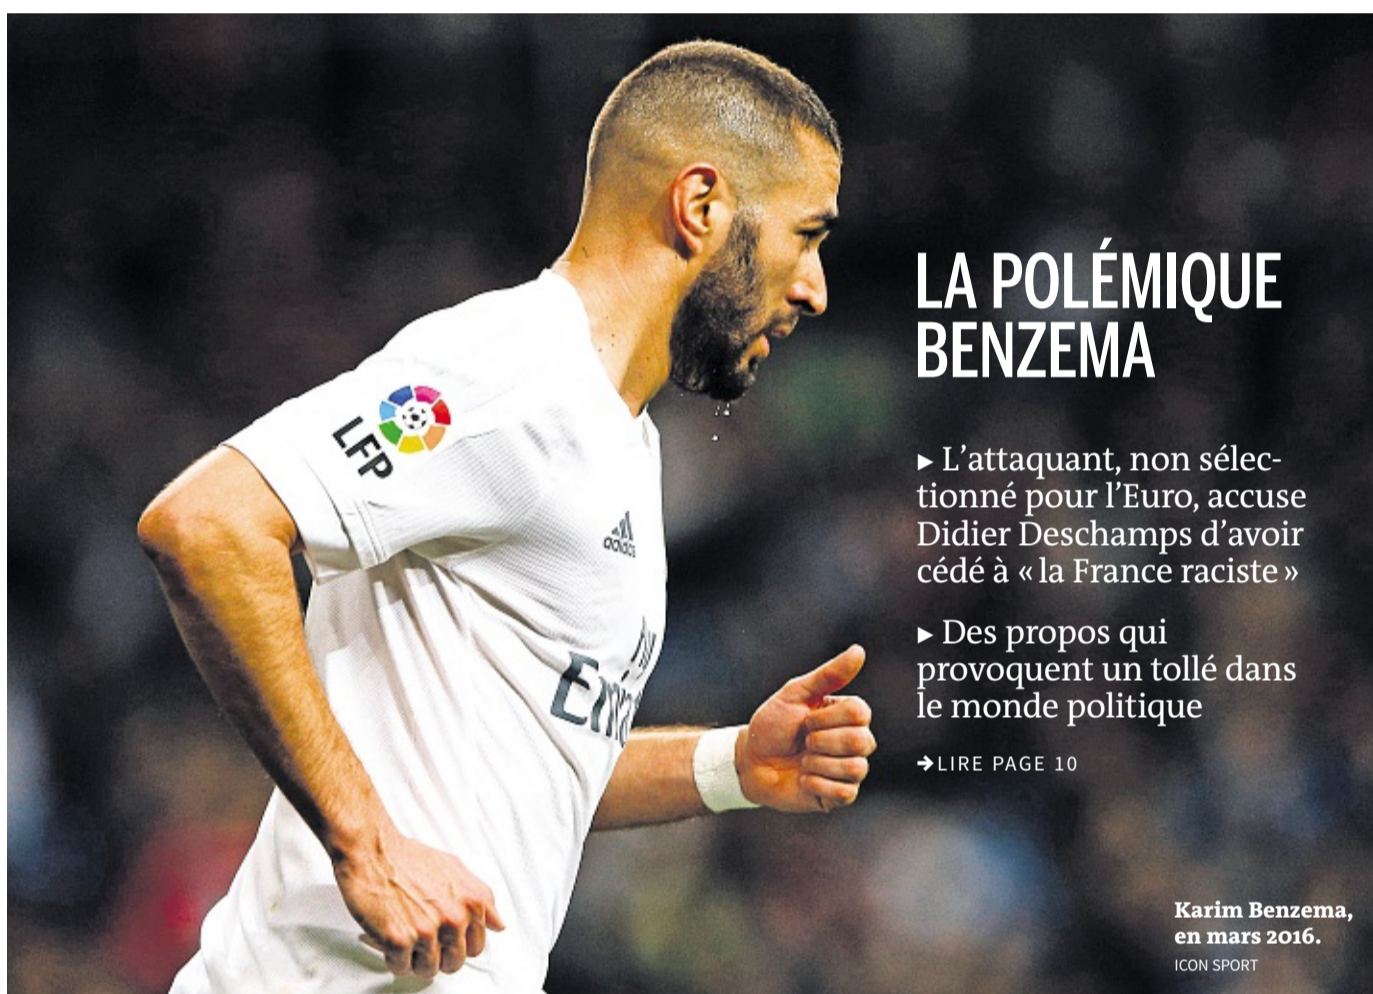 LA POLÉMIQUE
BENZEMA
▶ L’attaquant, non sélec-
tionné pour l’Euro, accuse
Didier Deschamps d’avoir
cédé à « la France raciste »
▶ Des propos qui
provoquent un tollé dans
le monde politique
➔ LIRE PAGE 10
LFP
adidas
Karim Benzema,
en mars 2016.
ICON SPORT